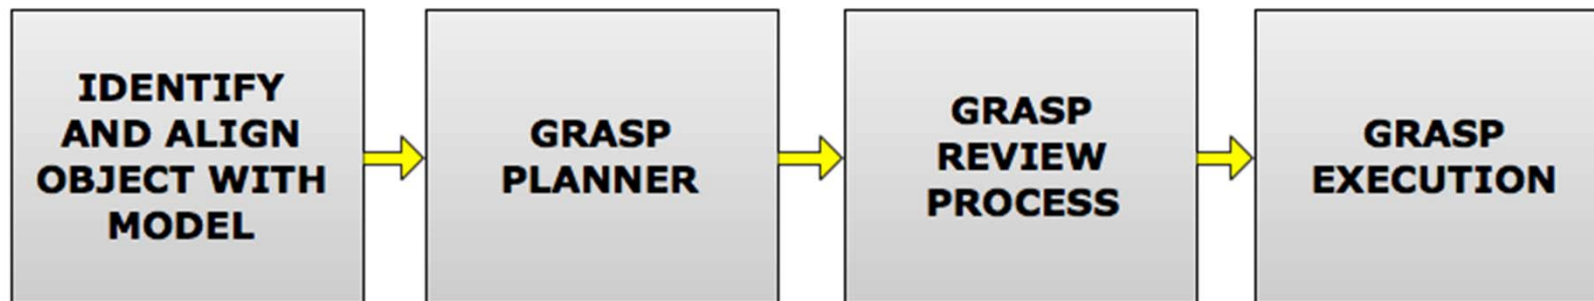 IDENTIFY
AND ALIGN
OBJECT WITH
MODEL
GRASP
PLANNER
GRASP
REVIEW
PROCESS
GRASP
EXECUTION